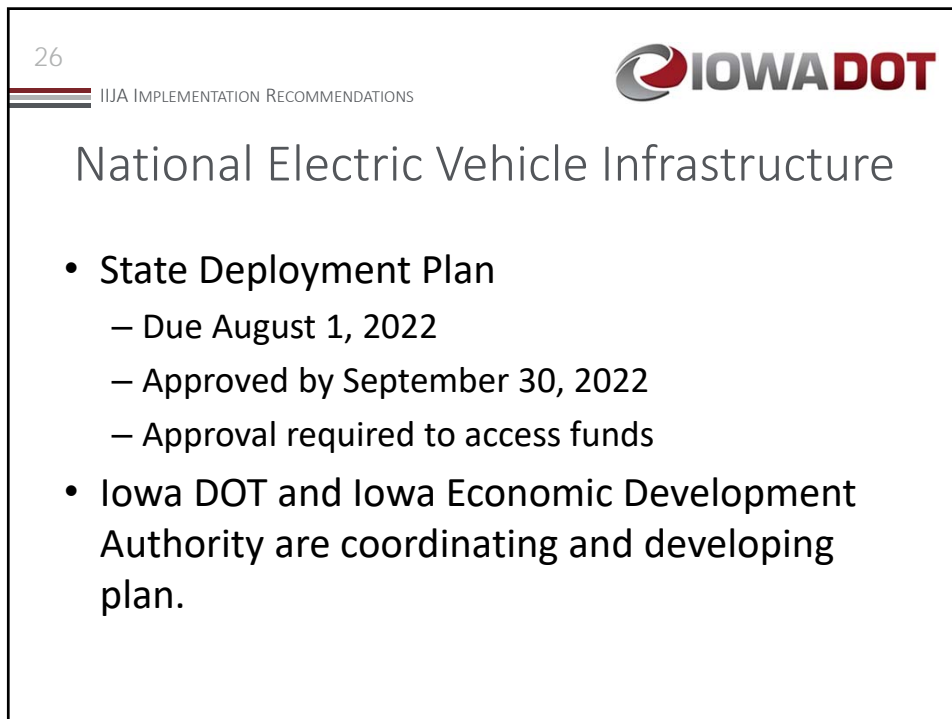 26
IIJA IMPLEMENTATION RECOMMENDATIONS
IOWADOT
National Electric Vehicle Infrastructure
• State Deployment Plan
– Due August 1, 2022
– Approved by September 30, 2022
– Approval required to access funds
• Iowa DOT and Iowa Economic Development
Authority are coordinating and developing
plan.